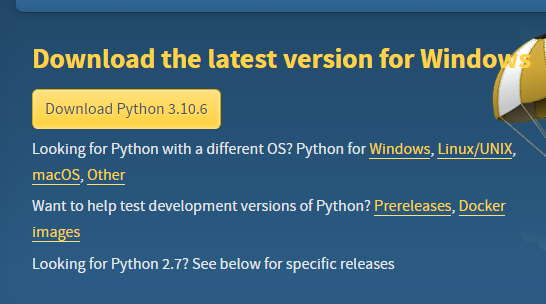 Download the latest version for Windows
Download Python 3.10.6
Looking for Python with a different OS? Python for Windows, Linux/UNIX,
macOS, Other
Want to help test development versions of Python? Prereleases, Docker
images
Looking for Python 2.7? See below for specific releases